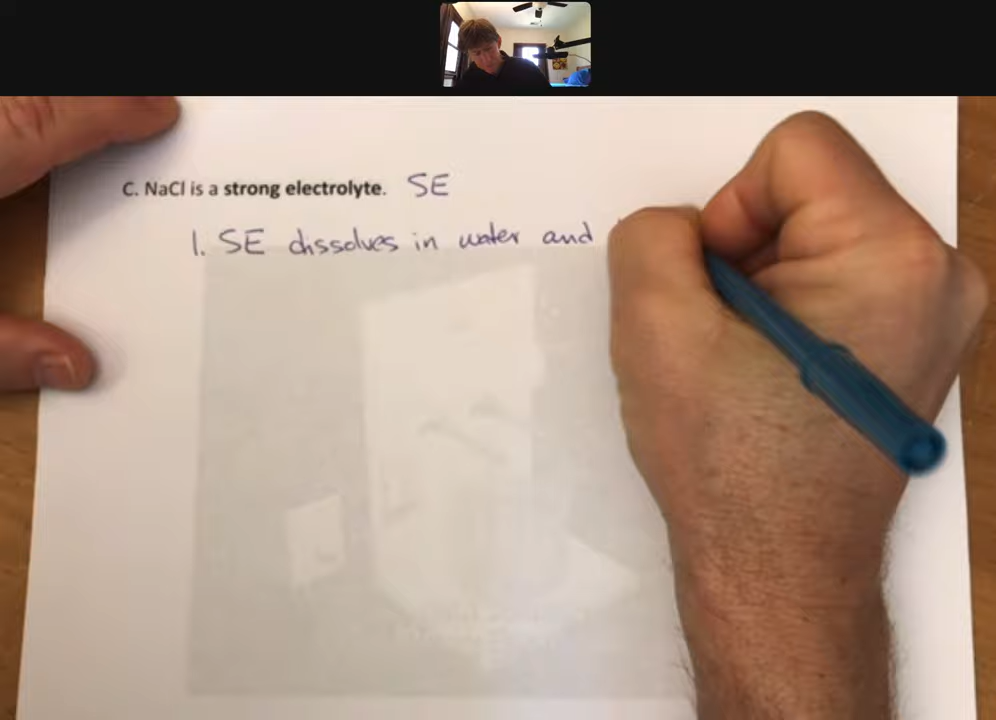 C. NaCl is a strong electrolyte. SE
1. SE dissolves in water and